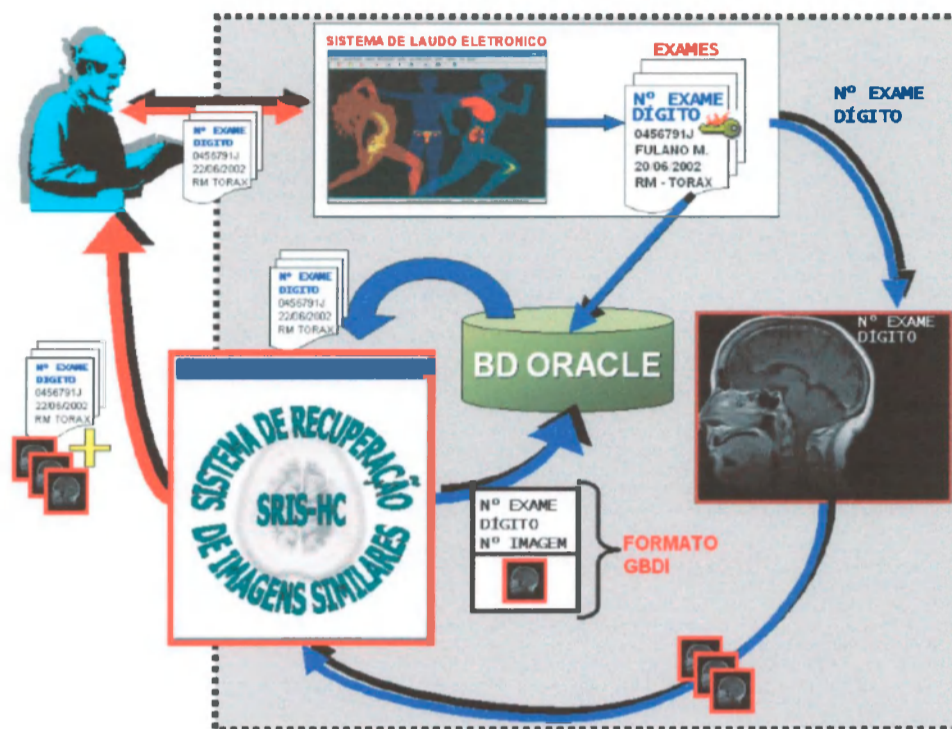 SISTEMA DE LAUDO ELETRONICO
EXAMES
Nº EXAME
DÍGITO
0456791J
FULANO M.
20/06/2002
RM - TORAX
Nº EXAME
DÍGITO
Nº EXAME
DIGITO
0456791J
22/06/2002
RM TORAX
Nº EXAME
DIGITO
0456791J
22/06/2002
RM TORAX
BD ORACLE
Nº EXAME
DÍGITO
Nº EXAME
DIGITO
0456791J
22/06/2002
RM TORAX
SISTEMA DE RECUPERAÇÃO
DE IMAGENS SIMILARES
SRIS-HC
Nº EXAME
DÍGITO
Nº IMAGEM
FORMATO
GBDI